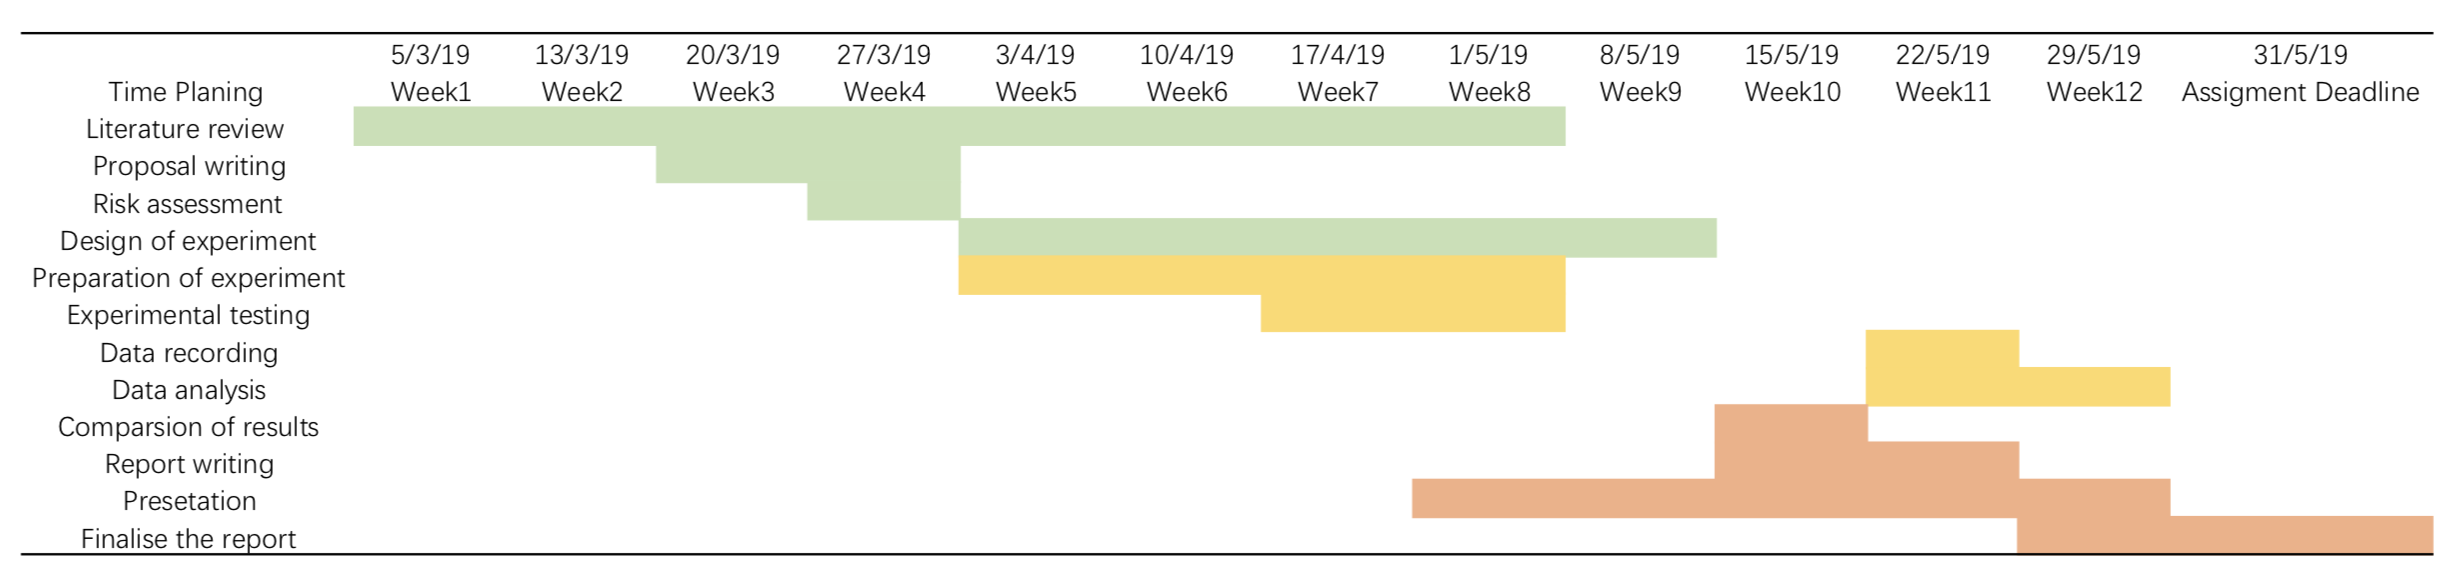 5/3/19 13/3/19 20/3/19 27/3/19 3/4/19 10/4/19 17/4/19 1/5/19 8/5/19 15/5/19 22/5/19 29/5/19 31/5/19
Time Planing Week1 Week2 Week3 Week4 Week5 Week6 Week7 Week8 Week9 Week10 Week11 Week12 Assigment Deadline
Literature review
Proposal writing
Risk assessment
Design of experiment
Preparation of experiment
Experimental testing
Data recording
Data analysis
Comparsion of results
Report writing
Presetation
Finalise the report